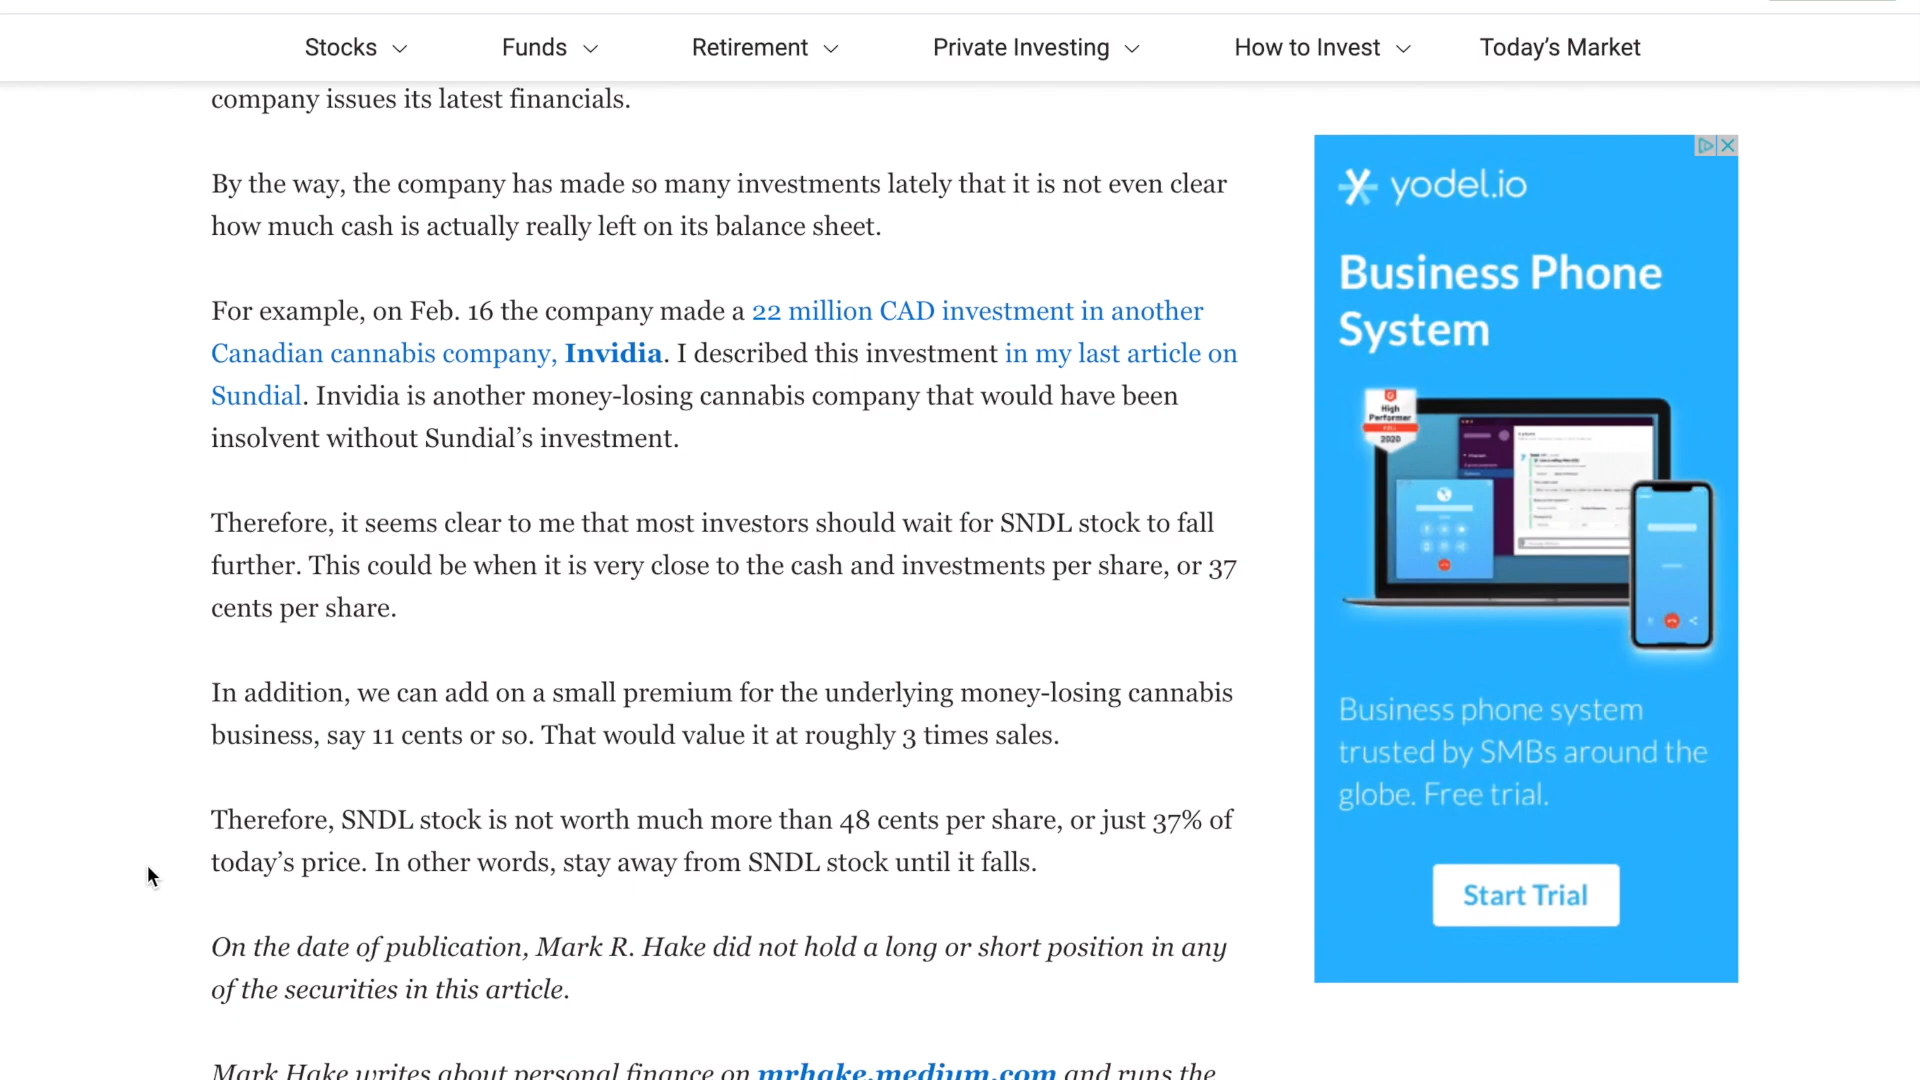 Stocks Funds Retirement Private Investing How to Invest Today’s Market
company issues its latest financials.
By the way, the company has made so many investments lately that it is not even clear
how much cash is actually really left on its balance sheet.
For example, on Feb. 16 the company made a 22 million CAD investment in another
Canadian cannabis company, Invidia. I described this investment in my last article on
Sundial. Invidia is another money-losing cannabis company that would have been
insolvent without Sundial’s investment.
Therefore, it seems clear to me that most investors should wait for SNDL stock to fall
further. This could be when it is very close to the cash and investments per share, or 37
cents per share.
In addition, we can add on a small premium for the underlying money-losing cannabis
business, say 11 cents or so. That would value it at roughly 3 times sales.
Therefore, SNDL stock is not worth much more than 48 cents per share, or just 37% of
today’s price. In other words, stay away from SNDL stock until it falls.
On the date of publication, Mark R. Hake did not hold a long or short position in any
of the securities in this article.
Mark Hake writes about personal finance on mrhake.medium.com and runs the
yodel.io
Business Phone
System
High
Performer
FALL
2020
Business phone system
trusted by SMBs around the
globe. Free trial.
Start Trial